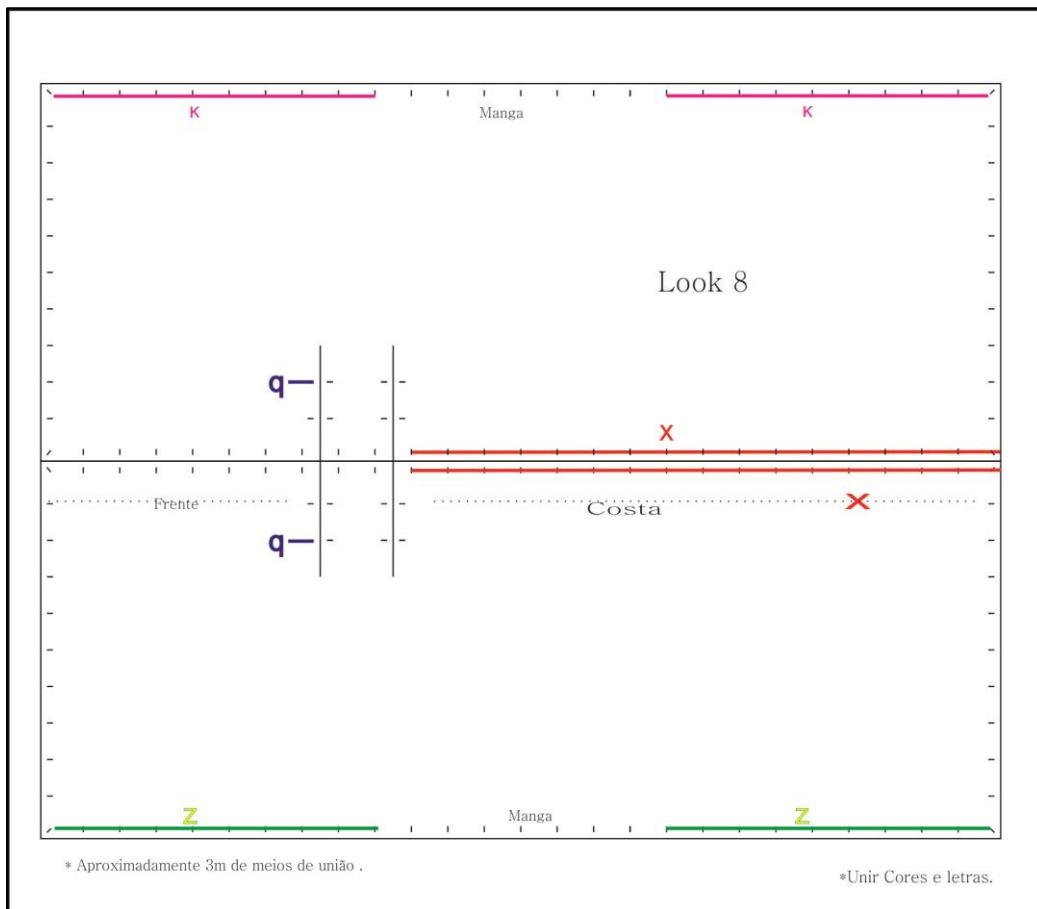 K
Manga
K
Look 8
q
X
Frente
Costa
X
q
Z
Manga
Z
* Aproximadamente 3m de meios de união .
*Unir Cores e letras.